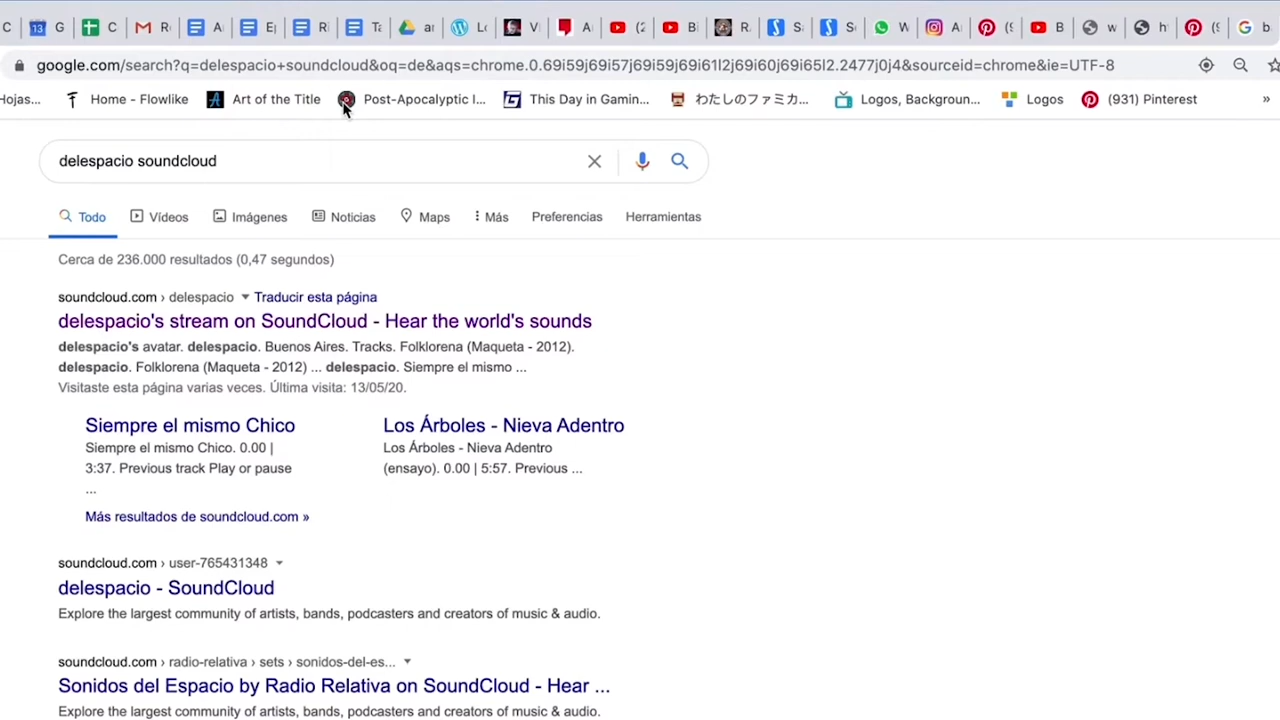 C 13 G C R A E R T a L V A (2 B R S S W A (9 B w h (9 b
google.com/search?q=delespacio+soundcloud&oq=de&aqs=chrome.0.69i59j69i57j69i59j69i61l2j69i60j69i65l2.2477j0j4&sourceid=chrome&ie=UTF-8
Hojas... Home - Flowlike Art of the Title Post-Apocalyptic I... This Day in Gamin... わたしのファミカ... Logos, Backgroun... Logos (931) Pinterest »
delespacio soundcloud
Todo Vídeos Imágenes Noticias Maps Más Preferencias Herramientas
Cerca de 236.000 resultados (0,47 segundos)
soundcloud.com › delespacio Traducir esta página
delespacio's stream on SoundCloud - Hear the world's sounds
delespacio's avatar. delespacio. Buenos Aires. Tracks. Folklorena (Maqueta - 2012).
delespacio. Folklorena (Maqueta - 2012) ... delespacio. Siempre el mismo ...
Visitaste esta página varias veces. Última visita: 13/05/20.
Siempre el mismo Chico
Siempre el mismo Chico. 0.00 |
3:37. Previous track Play or pause
...
Los Árboles - Nieva Adentro
Los Árboles - Nieva Adentro
(ensayo). 0.00 | 5:57. Previous ...
Más resultados de soundcloud.com »
soundcloud.com › user-765431348
delespacio - SoundCloud
Explore the largest community of artists, bands, podcasters and creators of music & audio.
soundcloud.com › radio-relativa › sets › sonidos-del-es...
Sonidos del Espacio by Radio Relativa on SoundCloud - Hear ...
Explore the largest community of artists, bands, podcasters and creators of music & audio.